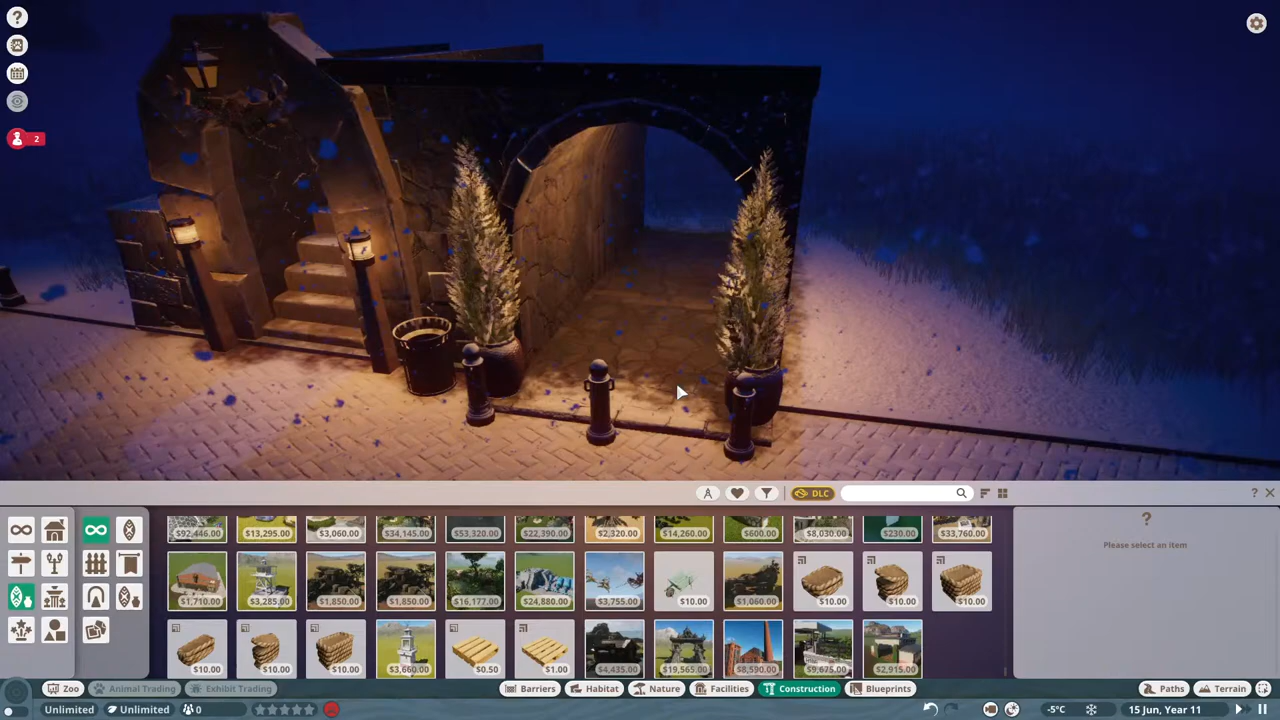 ?
2
DLC
?
$92,446.00 $13,295.00 $3,060.00 $34,145.00 $53,320.00 $22,390.00 $2,320.00 $14,260.00 $600.00 $8,030.00 $230.00 $33,760.00
?
Please select an item
$1,710.00 $3,285.00 $1,850.00 $1,850.00 $16,177.00 $24,880.00 $3,755.00 $10.00 $1,060.00 $10.00 $10.00 $10.00
$10.00 $10.00 $10.00 $3,660.00 $0.50 $1.00 $4,435.00 $19,565.00 $8,590.00 $9,675.00 $2,915.00
Zoo Animal Trading Exhibit Trading Barriers Habitat Nature Facilities Construction Blueprints Paths Terrain
Unlimited Unlimited 0 -5°C 15 Jun, Year 11